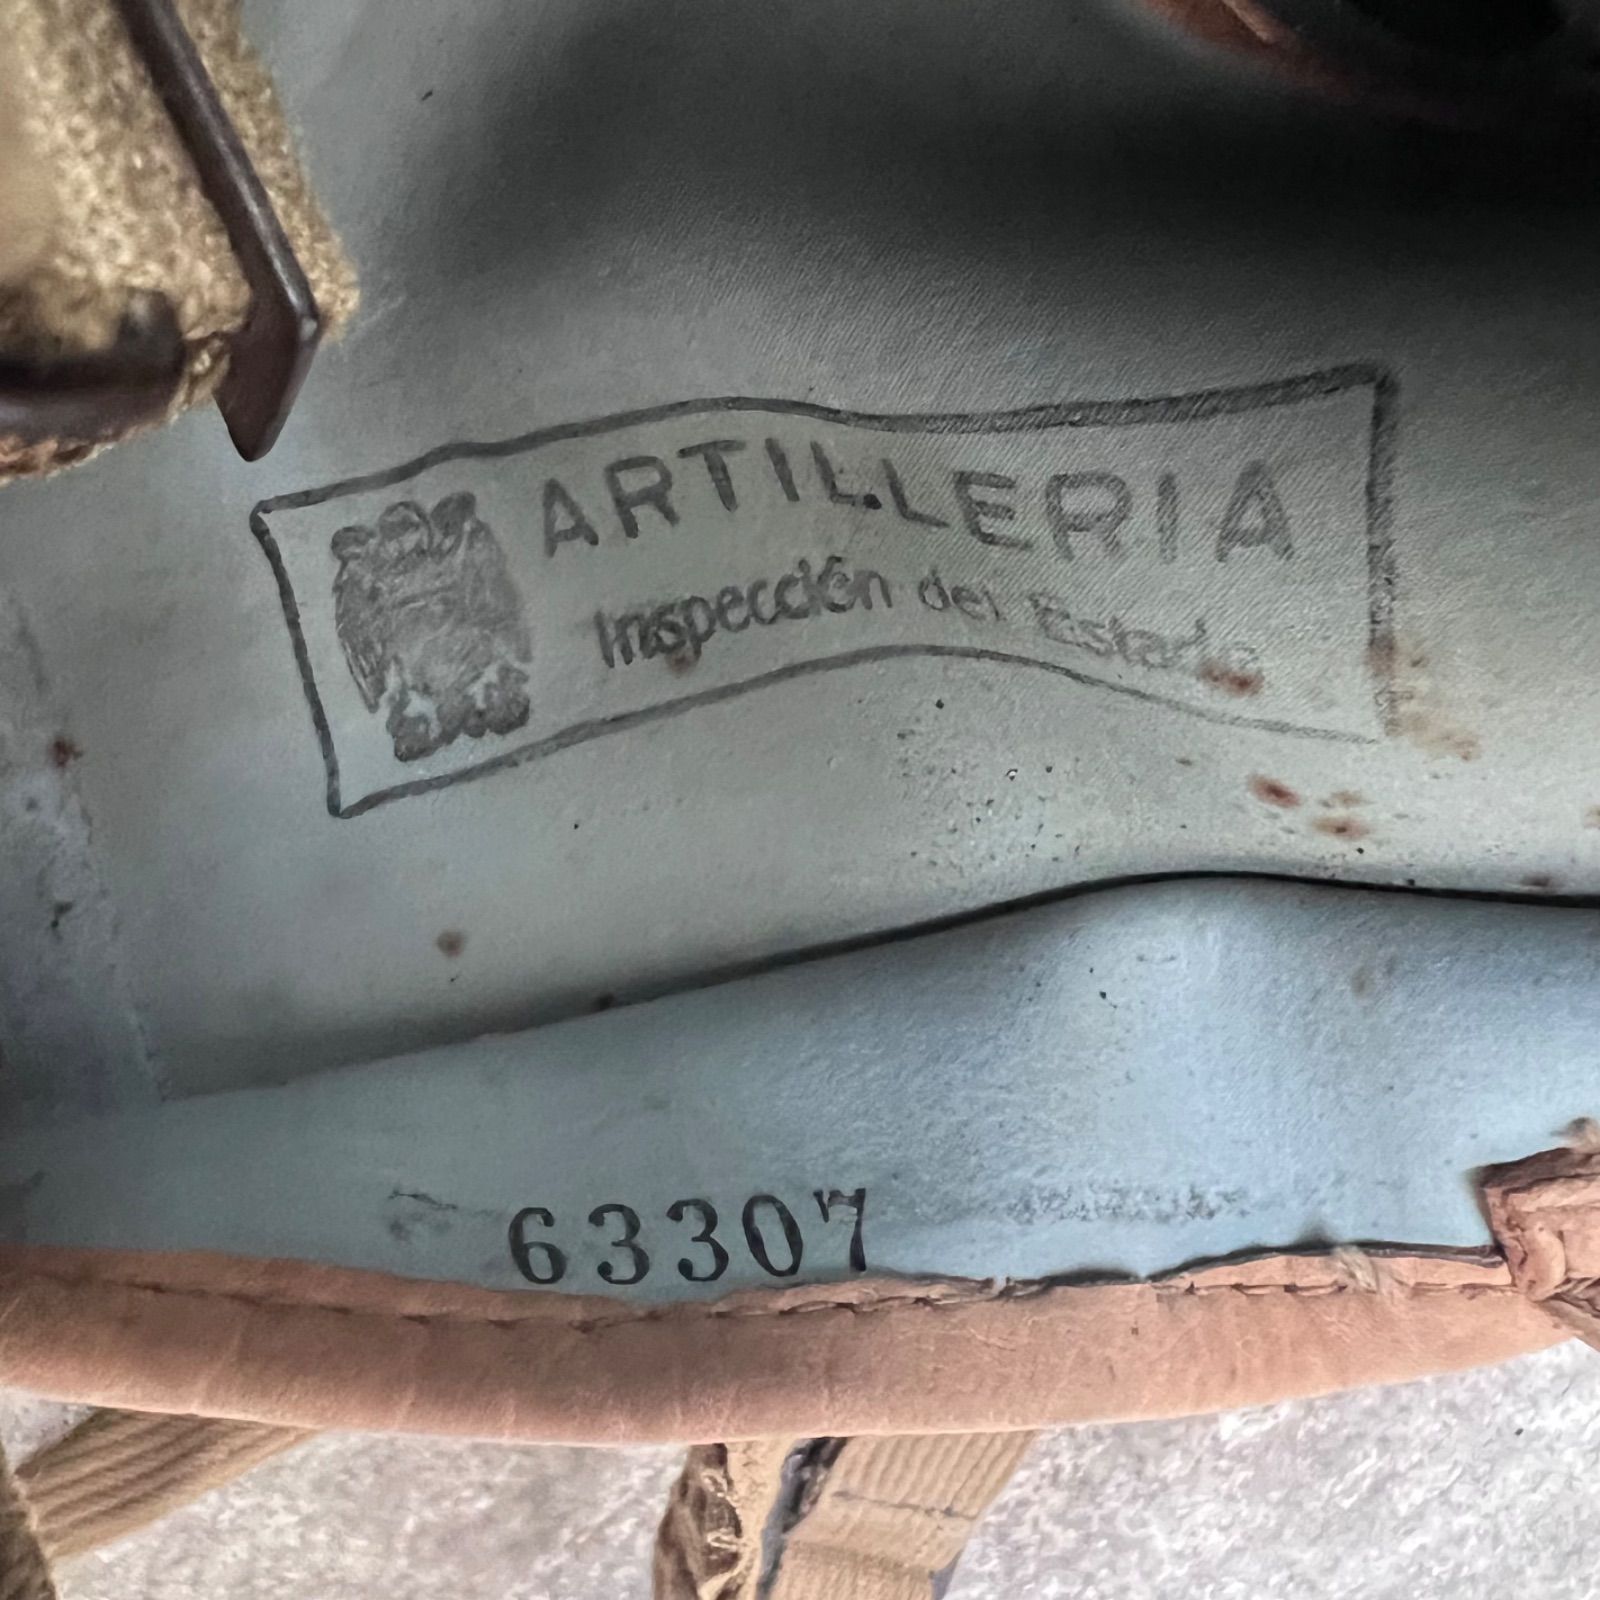 ARTILLERIA
Inspección del Estado
63307